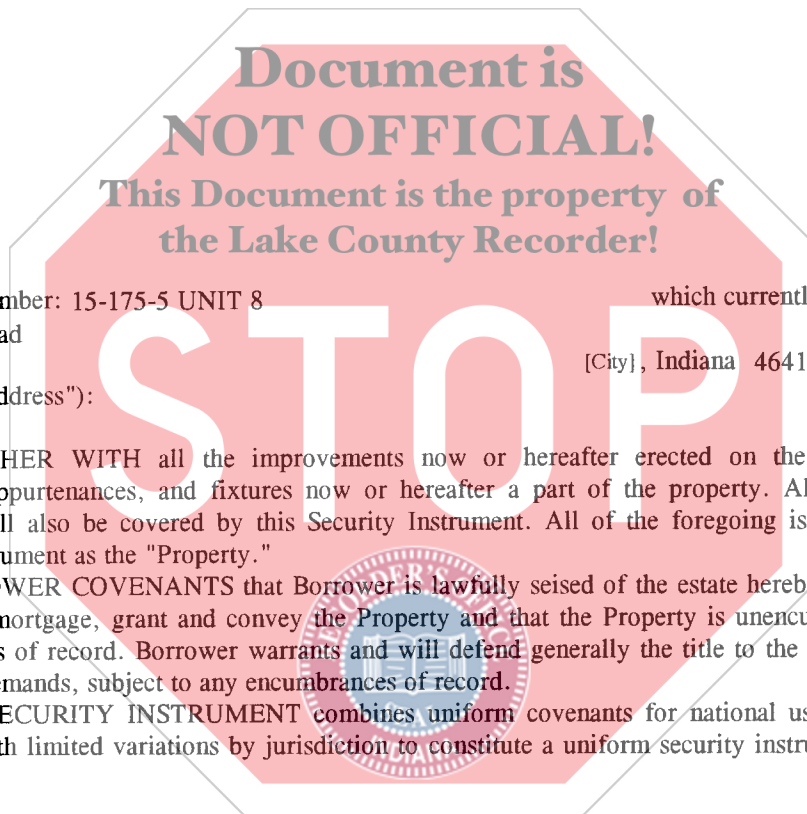 Document is
NOT OFFICIAL!
This Document is the property of
the Lake County Recorder!
mber: 15-175-5 UNIT 8 which currentl
ad
[City}, Indiana 4641
ddress"):
STOP
HER WITH all the improvements now or hereafter erected on the
ppurtenances, and fixtures now or hereafter a part of the property. Al
ll also be covered by this Security Instrument. All of the foregoing is
ument as the "Property."
WER COVENANTS that Borrower is lawfully seised of the estate hereb
mortgage, grant and convey the Property and that the Property is unencu
s of record. Borrower warrants and will defend generally the title to the
emands, subject to any encumbrances of record.
ECURITY INSTRUMENT combines uniform covenants for national us
th limited variations by jurisdiction to constitute a uniform security instru
SEAL